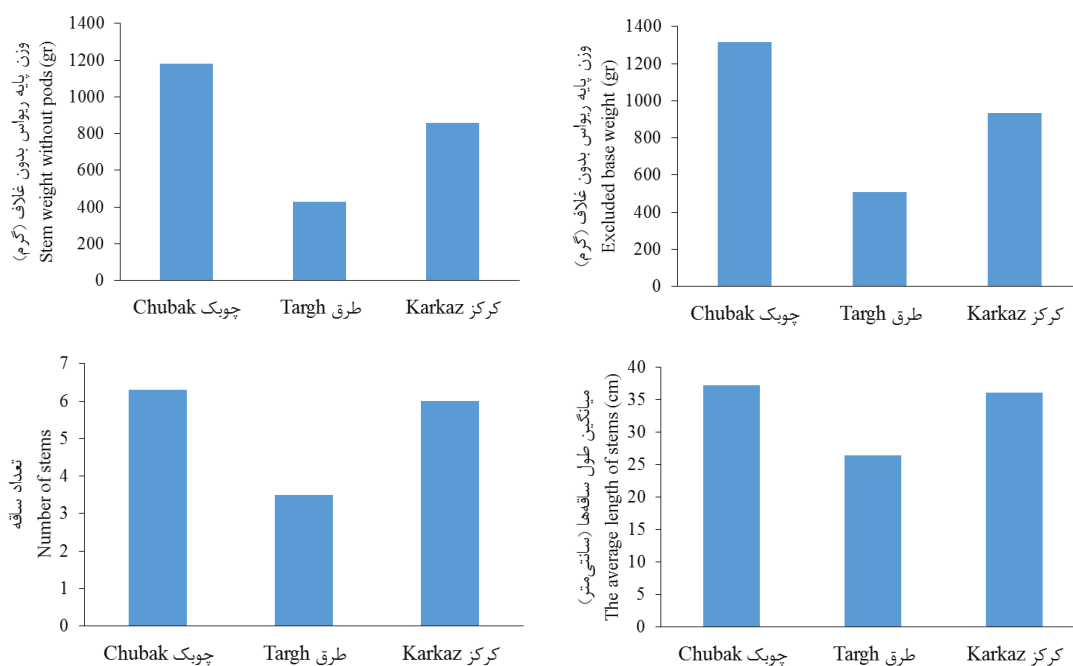 1400
1200
1000
800
600
400
200
0
وزن پایه ریواس بدون غلاف (گرم)
Stem weight without pods (gr)
Chubak چوبک
Targh طرق
Karkaz کرکز
1400
1200
1000
800
600
400
200
0
وزن پایه ریواس بدون غلاف (گرم)
Excluded base weight (gr)
Chubak چوبک
Targh طرق
Karkaz کرکز
7
6
5
4
3
2
1
0
تعداد ساقه
Number of stems
Chubak چوبک
Targh طرق
Karkaz کرکز
40
35
30
25
20
15
10
5
0
میانگین طول ساقه‌ها (سانتی‌متر)
The average length of stems (cm)
Chubak چوبک
Targh طرق
Karkaz کرکز